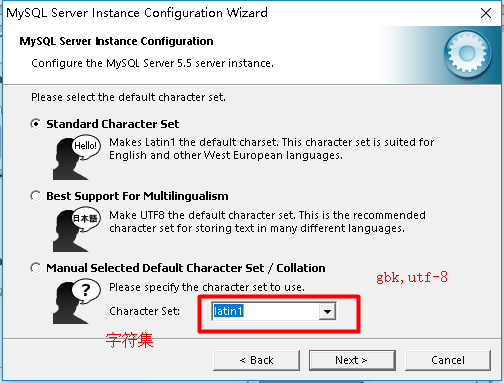 MySQL Server Instance Configuration Wizard
MySQL Server Instance Configuration
Configure the MySQL Server 5.5 server instance.
Please select the default character set.
Standard Character Set
Hello!
Makes Latin1 the default charset. This character set is suited for
English and other West European languages.
Best Support For Multilingualism
日本語
Make UTF8 the default character set. This is the recommended
character set for storing text in many different languages.
Manual Selected Default Character Set / Collation
?
Please specify the character set to use.
gbk,utf-8
Character Set:
latin1
字符集
< Back
Next >
Cancel